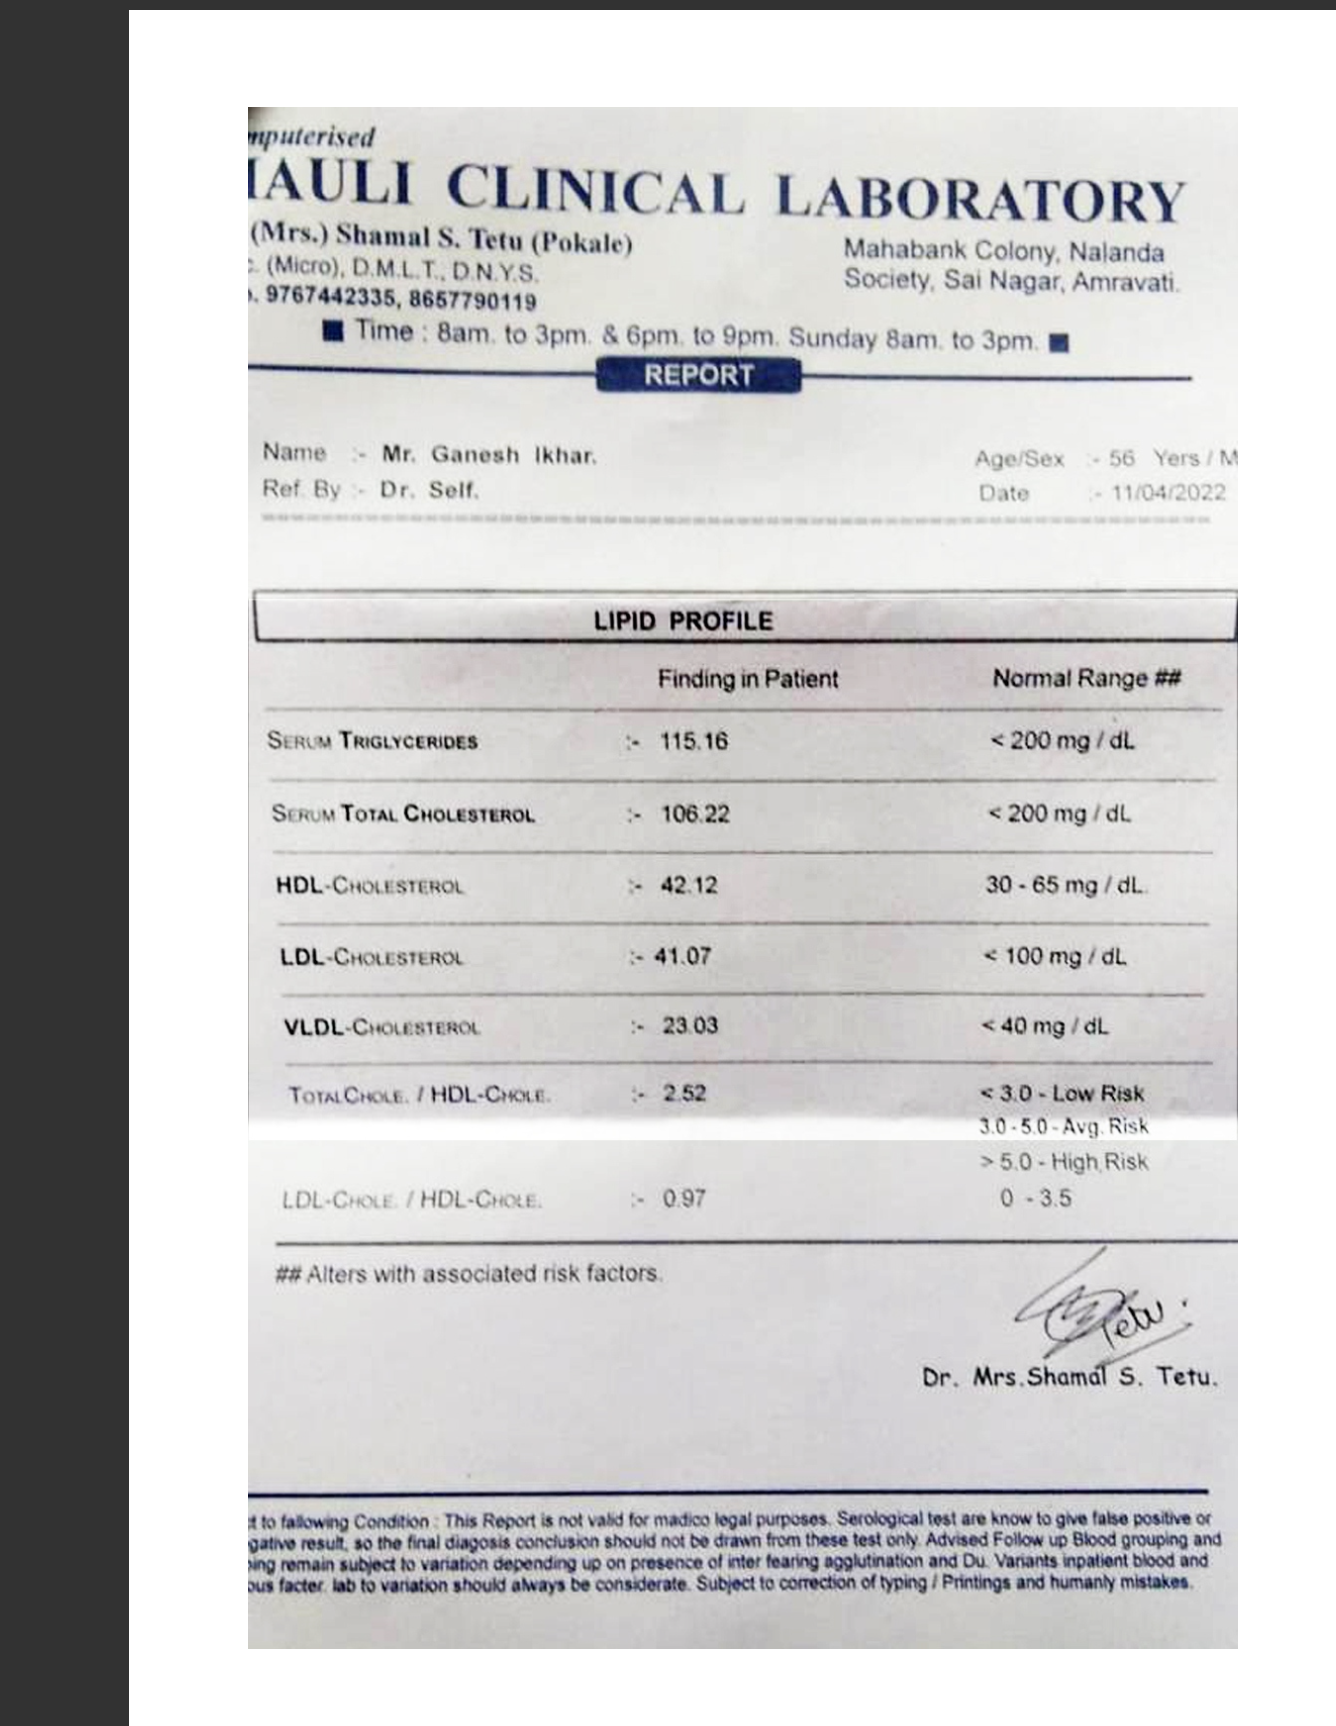 mputerised
IAULI CLINICAL LABORATORY
(Mrs.) Shamal S. Tetu (Pokale)
Mahabank Colony, Nalanda
. (Micro), D.M.L.T., D.N.Y.S.
Society, Sai Nagar, Amravati.
. 9767442335, 8657790119
Time : 8am. to 3pm. & 6pm. to 9pm. Sunday 8am. to 3pm.
REPORT
Name :- Mr. Ganesh Ikhar. Age/Sex :- 56 Yers / M
Ref. By :- Dr. Self. Date :- 11/04/2022
LIPID PROFILE
Finding in Patient Normal Range ##
SERUM TRIGLYCERIDES :- 115.16 < 200 mg / dL
SERUM TOTAL CHOLESTEROL :- 106.22 < 200 mg / dL
HDL-CHOLESTEROL :- 42.12 30 - 65 mg / dL.
LDL-CHOLESTEROL :- 41.07 < 100 mg / dL
VLDL-CHOLESTEROL :- 23.03 < 40 mg / dL
TOTAL CHOLE. / HDL-CHOLE. :- 2.52 < 3.0 - Low Risk
3.0 - 5.0 - Avg. Risk
> 5.0 - High Risk
LDL-CHOLE. / HDL-CHOLE. :- 0.97 0 - 3.5
## Alters with associated risk factors.
Tetu.
Dr. Mrs.Shamal S. Tetu.
t to fallowing Condition : This Report is not valid for madico legal purposes. Serological test are know to give false positive or
gative result, so the final diagosis conclusion should not be drawn from these test only. Advised Follow up Blood grouping and
ing remain subject to variation depending up on presence of inter fearing agglutination and Du. Variants inpatient blood and
ous facter. lab to variation should always be considerate. Subject to correction of typing / Printings and humanly mistakes.